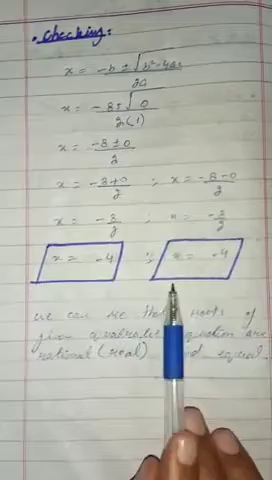 • Checking:
x = -b ± √b²-4ac / 2a
x = -8 ± √0 / 2(1)
x = -8 ± 0 / 2
x = -8+0 / 2 ; x = -8-0 / 2
x = -8 / 2 ; x = -8 / 2
x = -4 ; x = -4
we can see that roots of
given quadratic equation are
rational (real) and equal.